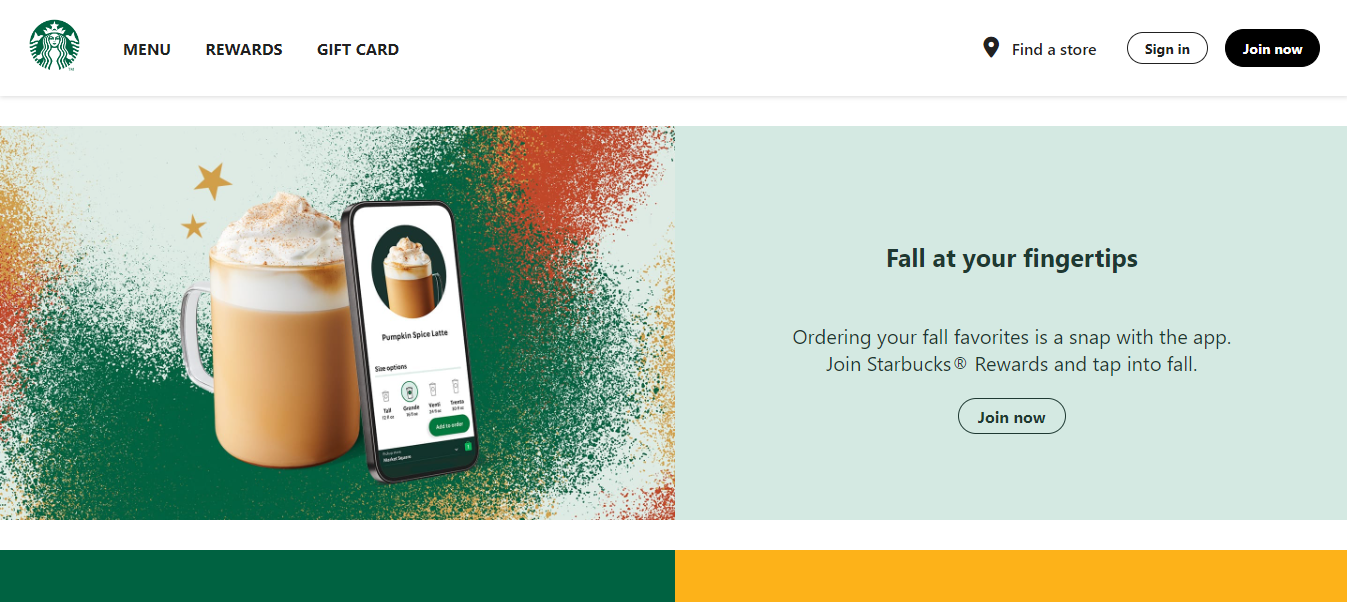 MENU
REWARDS
GIFT CARD
Find a store
Sign in
Join now
Pumpkin Spice Latte
Size options
Tall
Grande
Venti
Trenta
12 fl oz
16 fl oz
24 fl oz
30 fl oz
Add to order
Market Square
1
Fall at your fingertips
Ordering your fall favorites is a snap with the app.
Join Starbucks® Rewards and tap into fall.
Join now